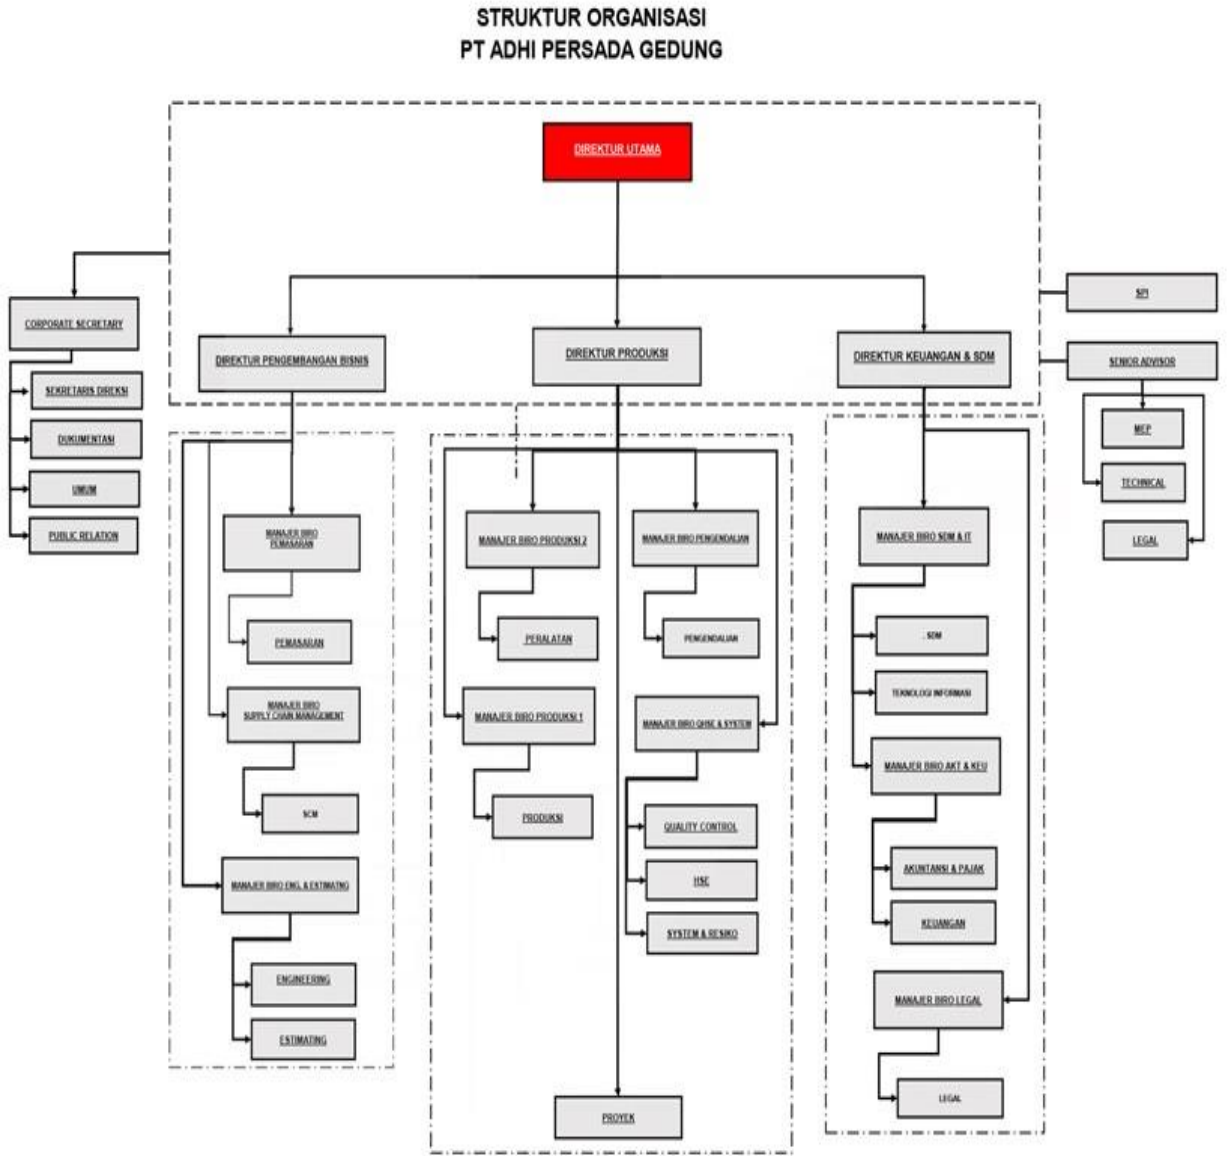 STRUKTUR ORGANISASI
PT ADHI PERSADA GEDUNG
DIREKTUR UTAMA
CORPORATE SECRETARY
SEKRETARIS DIREKSI
DUKUMENTASI
UMUM
PUBLIC RELATION
SPI
SENIOR ADVISOR
MEP
TECHNICAL
LEGAL
DIREKTUR PENGEMBANGAN BISNIS
DIREKTUR PRODUKSI
DIREKTUR KEUANGAN & SDM
MANAJER BIRO
PEMASARAN
PEMASARAN
MANAJER BIRO
SUPPLY CHAIN MANAGEMENT
SCM
MANAJER BIRO ENG. & ESTIMATNG
ENGINEERING
ESTIMATING
MANAJER BIRO PRODUKSI 2
PERALATAN
MANAJER BIRO PRODUKSI 1
PRODUKSI
MANAJER BIRO PENGENDALIAN
PENGENDALIAN
MANAJER BIRO QHSE & SYSTEM
QUALITY CONTROL
HSE
SYSTEM & RESIKO
PROYEK
MANAJER BIRO SDM & IT
. SDM
TEKNOLOGI INFORMASI
MANAJER BIRO AKT & KEU
AKUNTANSI & PAJAK
KEUANGAN
MANAJER BIRO LEGAL
LEGAL